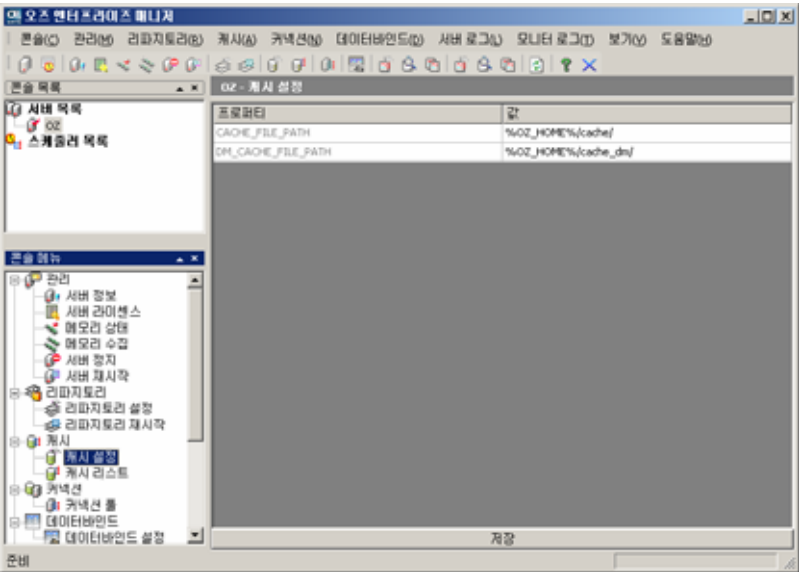 오즈 엔터프라이즈 매니저
콘솔(C) 관리(M) 리파지토리(R) 캐시(A) 커넥션(N) 데이터바인드(D) 서버 로그(L) 모니터 로그(T) 보기(V) 도움말(H)
콘솔 목록
서버 목록
OZ
스케줄러 목록
OZ - 캐시 설정
프로퍼티 값
CACHE_FILE_PATH %OZ_HOME%/cache/
DM_CACHE_FILE_PATH %OZ_HOME%/cache_dm/
콘솔 메뉴
관리
서버 정보
서버 라이센스
메모리 상태
메모리 수집
서버 정지
서버 재시작
리파지토리
리파지토리 설정
리파지토리 재시작
캐시
캐시 설정
캐시 리스트
커넥션
커넥션 풀
데이터바인드
데이터바인드 설정
저장
준비